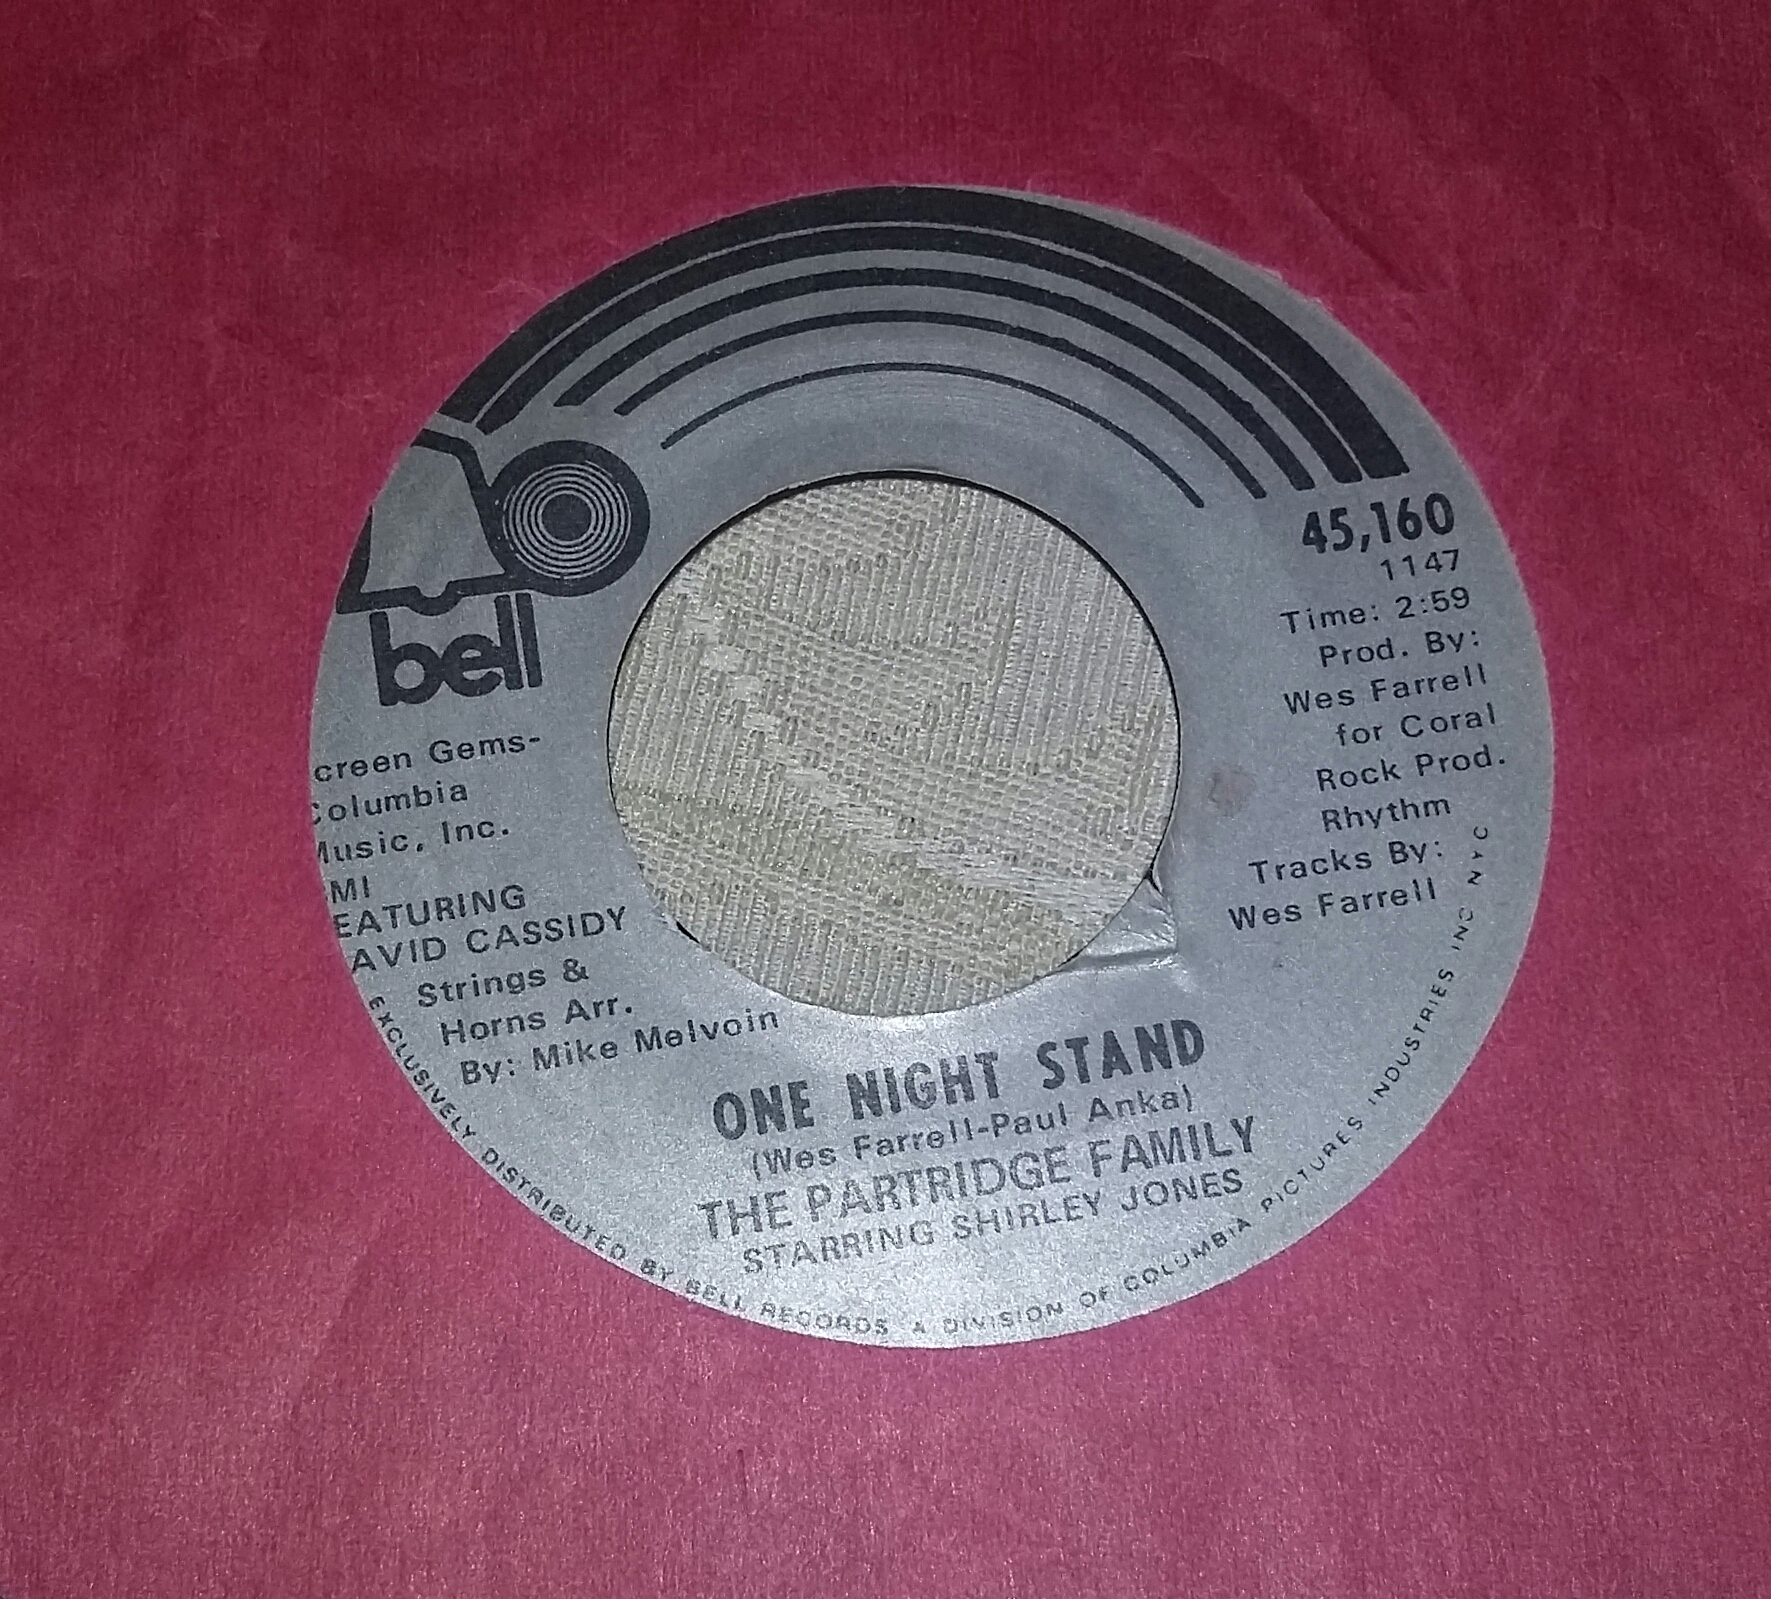 bell
creen Gems-
Columbia
Music, Inc.
MI
EATURING
AVID CASSIDY
Strings &
Horns Arr.
By: Mike Melvoin
45,160
1147
Time: 2:59
Prod. By:
Wes Farrell
for Coral
Rock Prod.
Rhythm
Tracks By:
Wes Farrell
ONE NIGHT STAND
(Wes Farrell-Paul Anka)
THE PARTRIDGE FAMILY
STARRING SHIRLEY JONES
EXCLUSIVELY DISTRIBUTED BY BELL RECORDS A DIVISION OF COLUMBIA PICTURES INDUSTRIES INC NYC